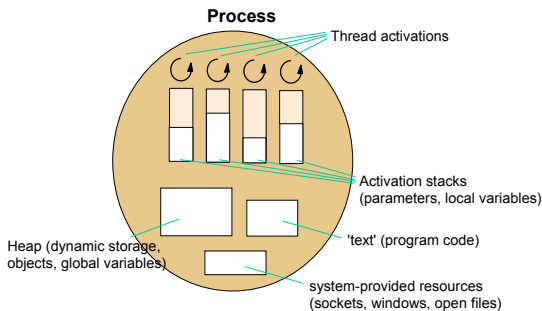 Process
Thread activations
Activation stacks
(parameters, local variables)
Heap (dynamic storage,
objects, global variables)
'text' (program code)
system-provided resources
(sockets, windows, open files)